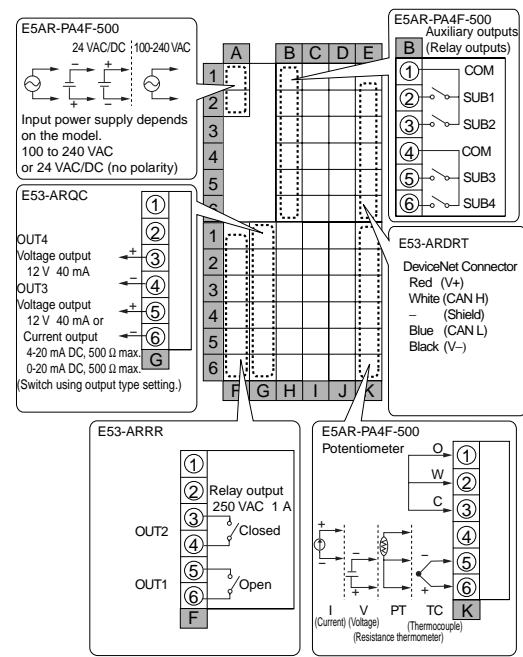 E5AR-PA4F-500
24 VAC/DC
100-240 VAC
– +
+ –
Input power supply depends
on the model.
100 to 240 VAC
or 24 VAC/DC (no polarity)
A B C D E
1
2
3
4
5
6
1
2
3
4
5
6
F G H I J K
E5AR-PA4F-500
Auxiliary outputs
(Relay outputs)
B
1 COM
2 SUB1
3 SUB2
4 COM
5 SUB3
6 SUB4
E53-ARQC
1
2
3
4
5
6
G
OUT4
Voltage output
12 V 40 mA
+
–
OUT3
Voltage output
12 V 40 mA or
Current output
4-20 mA DC, 500 Ω max.
0-20 mA DC, 500 Ω max.
(Switch using output type setting.)
+
–
E53-ARDRT
DeviceNet Connector
Red (V+)
White (CAN H)
– (Shield)
Blue (CAN L)
Black (V–)
E53-ARRR
1
2
3
4
5
6
F
Relay output
250 VAC 1 A
OUT2
Closed
OUT1
Open
E5AR-PA4F-500
Potentiometer
O 1
W 2
C 3
4
5
6
K
+ – – + – +
I V PT TC
(Current) (Voltage)
(Thermocouple)
(Resistance thermometer)